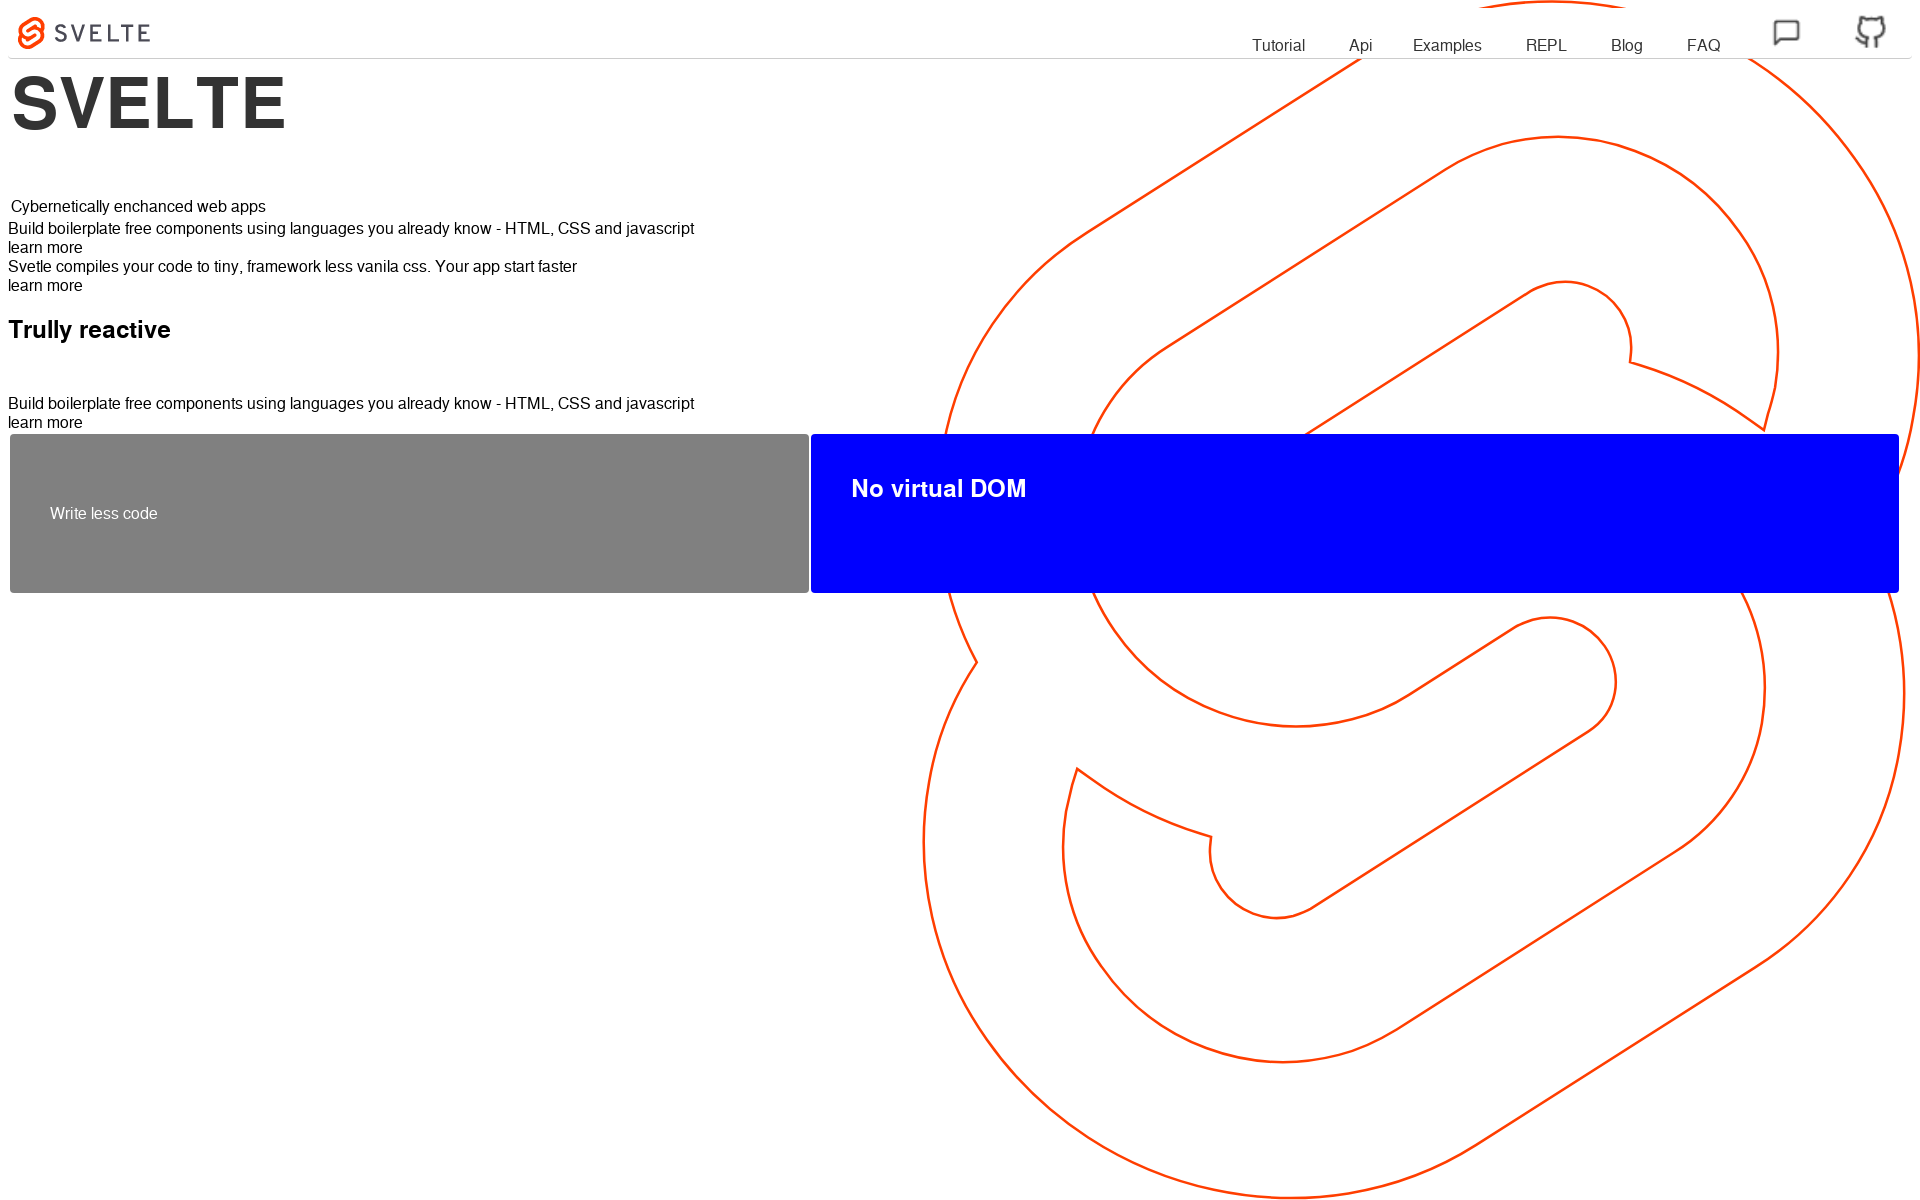 SVELTE
Tutorial Api Examples REPL Blog FAQ
SVELTE
Cybernetically enchanced web apps
Build boilerplate free components using languages you already know - HTML, CSS and javascript
learn more
Svetle compiles your code to tiny, framework less vanila css. Your app start faster
learn more
Trully reactive
Build boilerplate free components using languages you already know - HTML, CSS and javascript
learn more
Write less code
No virtual DOM